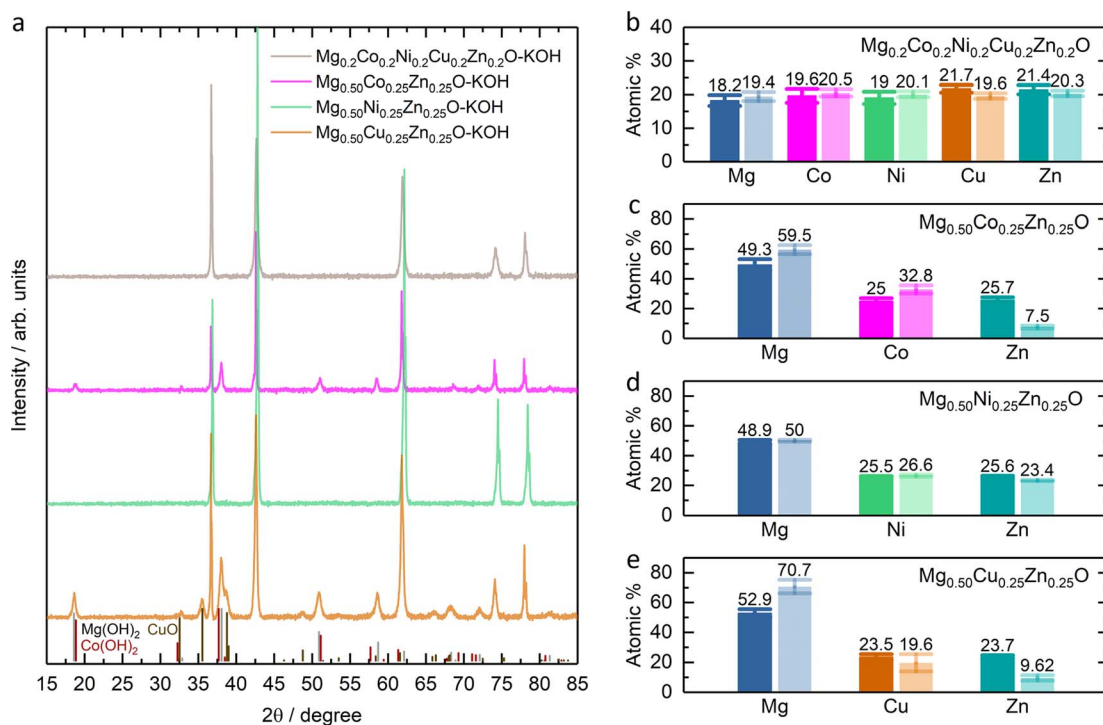 a
Mg0.2Co0.2Ni0.2Cu0.2Zn0.2O-KOH
Mg0.50Co0.25Zn0.25O-KOH
Mg0.50Ni0.25Zn0.25O-KOH
Mg0.50Cu0.25Zn0.25O-KOH
Intensity / arb. units
Mg(OH)2 CuO
Co(OH)2
15 20 25 30 35 40 45 50 55 60 65 70 75 80 85
2θ / degree
b
Mg0.2Co0.2Ni0.2Cu0.2Zn0.2O
Atomic %
40
30
20
10
0
18.2 19.4 19.6 20.5 19 20.1 21.7 19.6 21.4 20.3
Mg Co Ni Cu Zn
c
Mg0.50Co0.25Zn0.25O
Atomic %
80
60
40
20
0
49.3 59.5 25 32.8 25.7 7.5
Mg Co Zn
d
Mg0.50Ni0.25Zn0.25O
Atomic %
80
60
40
20
0
48.9 50 25.5 26.6 25.6 23.4
Mg Ni Zn
e
Mg0.50Cu0.25Zn0.25O
Atomic %
80
60
40
20
0
52.9 70.7 23.5 19.6 23.7 9.62
Mg Cu Zn